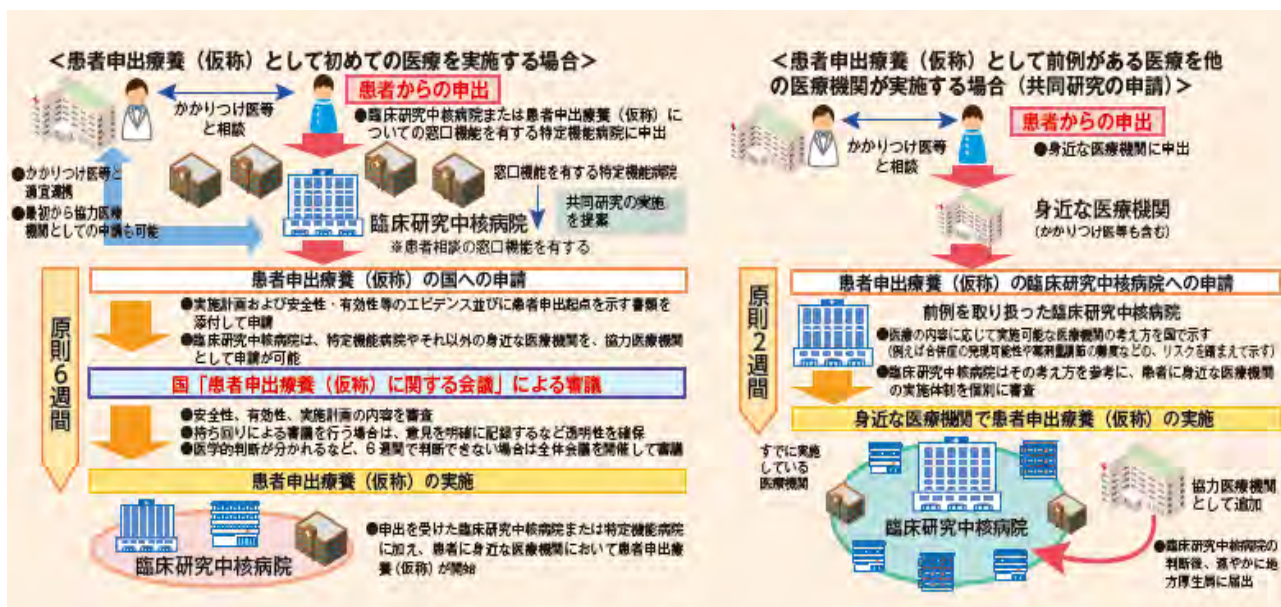 <患者申出療養（仮称）として初めての医療を実施する場合>
かかりつけ医等
と相談
患者からの申出
●臨床研究中核病院または患者申出療養（仮称）に
ついての窓口機能を有する特定機能病院に申出
●かかりつけ医等と
適宜連携
●最初から協力医療
機関としての申請も可能
窓口機能を有する特定機能病院
共同研究の実施
を提案
臨床研究中核病院
※患者相談の窓口機能を有する
原則6週間
患者申出療養（仮称）の国への申請
●実施計画および安全性・有効性等のエビデンス並びに患者申出起点を示す書類を
添付して申請
●臨床研究中核病院は、特定機能病院やそれ以外の身近な医療機関を、協力医療機関
として申請が可能
国「患者申出療養（仮称）に関する会議」による審議
●安全性、有効性、実施計画の内容を審査
●持ち回りによる審議を行う場合は、意見を明確に記録するなど透明性を確保
●医学的判断が分かれるなど、6週間で判断できない場合は全体会議を開催して審議
患者申出療養（仮称）の実施
臨床研究中核病院
●申出を受けた臨床研究中核病院または特定機能病院
に加え、患者に身近な医療機関において患者申出療
養（仮称）が開始
<患者申出療養（仮称）として前例がある医療を他
の医療機関が実施する場合（共同研究の申請）>
かかりつけ医等
と相談
患者からの申出
●身近な医療機関に申出
身近な医療機関
（かかりつけ医等も含む）
原則2週間
患者申出療養（仮称）の臨床研究中核病院への申請
前例を取り扱った臨床研究中核病院
●医療の内容に応じて実施可能な医療機関の考え方を国で示す
（例えば合併症の発現可能性や薬剤量調節の頻度などの、リスクを踏まえて示す）
●臨床研究中核病院はその考え方を参考に、患者に身近な医療機関
の実施体制を個別に審査
身近な医療機関で患者申出療養（仮称）の実施
すでに実施
している
医療機関
臨床研究中核病院
協力医療機関
として追加
●臨床研究中核病院の
判断後、速やかに地
方厚生局に届出